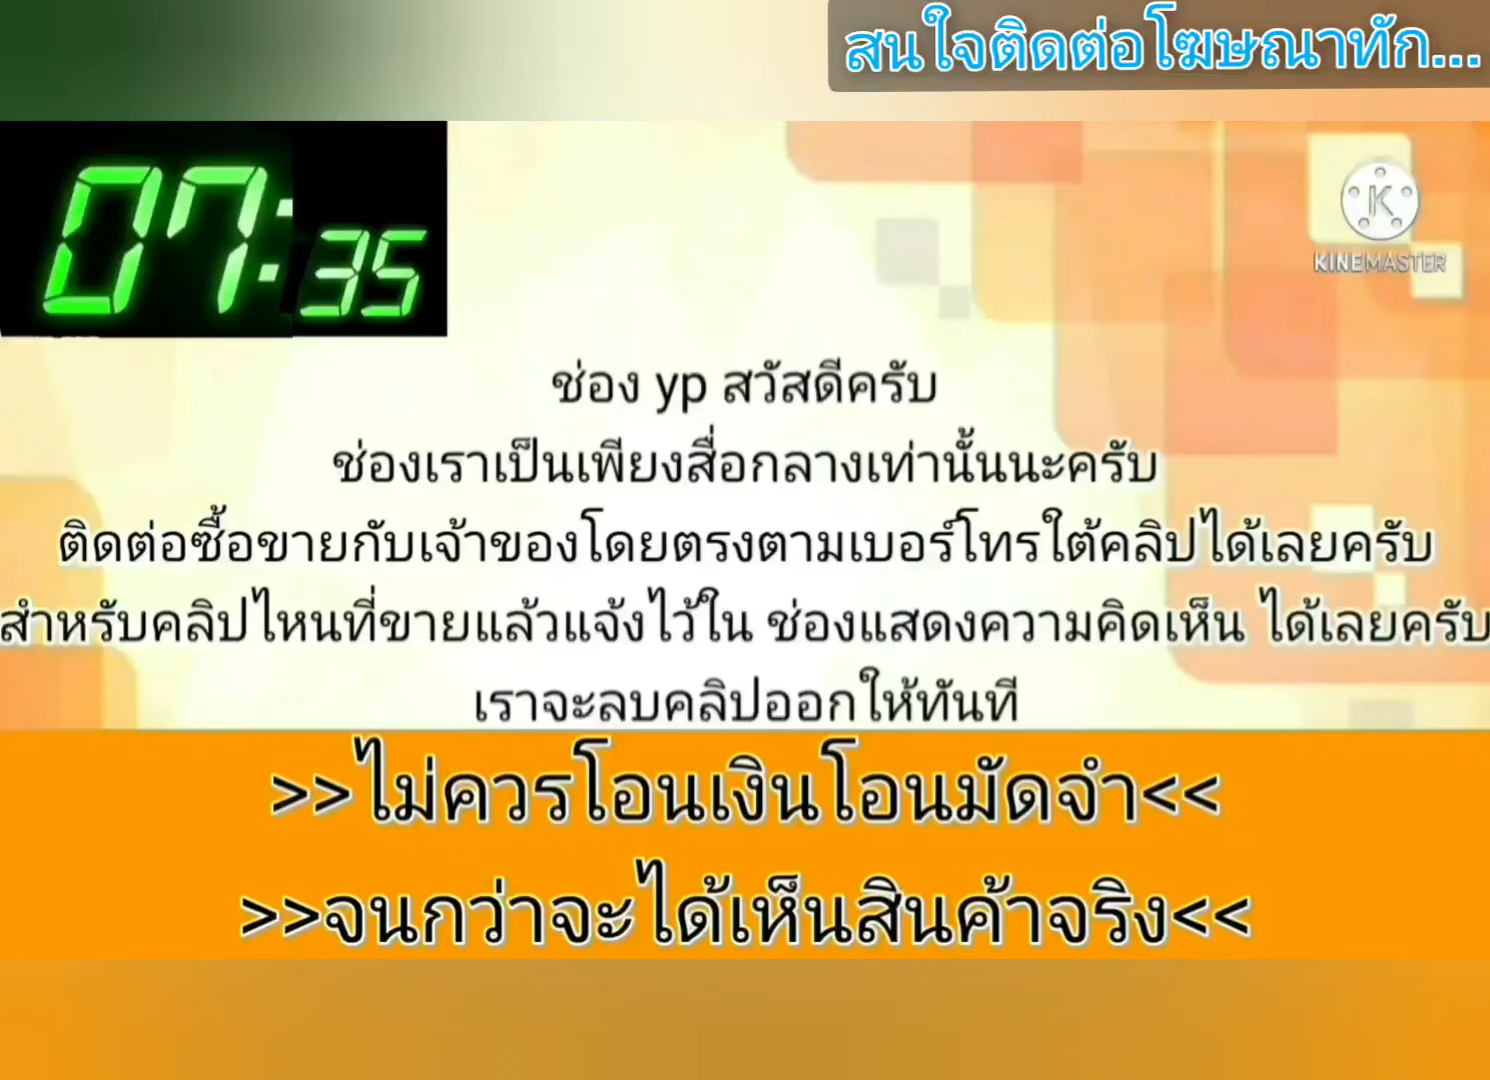 สนใจติดต่อโฆษณาทัก...
07:35
KINEMASTER
ช่อง yp สวัสดีครับ
ช่องเราเป็นเพียงสื่อกลางเท่านั้นนะครับ
ติดต่อซื้อขายกับเจ้าของโดยตรงตามเบอร์โทรใต้คลิปได้เลยครับ
สำหรับคลิปไหนที่ขายแล้วแจ้งไว้ใน ช่องแสดงความคิดเห็น ได้เลยครับ
เราจะลบคลิปออกให้ทันที
>>ไม่ควรโอนเงินโอนมัดจำ<<
>>จนกว่าจะได้เห็นสินค้าจริง<<